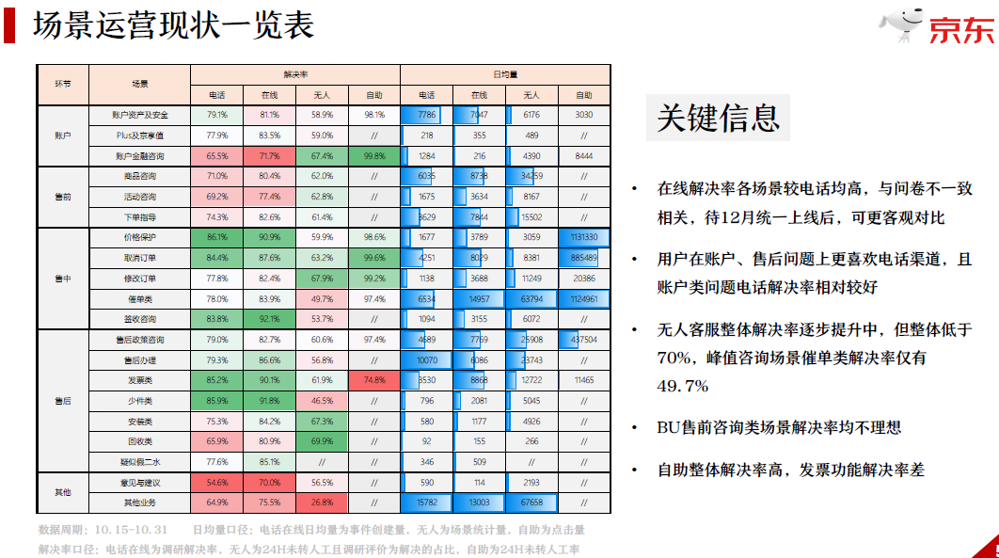 场景运营现状一览表
京东
环节 场景 解决率 日均量
电话 在线 无人 自助 电话 在线 无人 自助
账户 账户资产及安全 79.1% 81.1% 58.9% 98.1% 7786 7047 6176 3030
Plus及京享值 77.9% 83.5% 59.0% // 218 355 489 //
账户金融咨询 65.5% 71.7% 67.4% 99.8% 1284 216 4390 8444
售前 商品咨询 71.0% 80.4% 62.0% // 6035 8738 34259 //
活动咨询 69.2% 77.4% 62.8% // 1675 3634 8167 //
下单指导 74.3% 82.6% 61.4% // 3629 7844 15502 //
售中 价格保护 86.1% 90.9% 59.9% 98.6% 1677 3789 3059 1131330
取消订单 84.4% 87.6% 63.2% 99.6% 4251 8029 8381 885489
修改订单 77.8% 82.4% 67.9% 99.2% 1138 3688 11249 20386
催单类 78.0% 83.9% 49.7% 97.4% 6534 14957 63794 1124961
签收咨询 83.8% 92.1% 53.7% // 1094 3155 6072 //
售后 售后政策咨询 79.0% 82.7% 60.6% 97.4% 4689 7769 25908 437504
售后办理 79.3% 86.6% 56.8% // 10070 6086 23743 //
发票类 85.2% 90.1% 61.9% 74.8% 3530 8868 12722 11465
少件类 85.9% 91.8% 46.5% // 796 2081 5045 //
安装类 75.3% 84.2% 67.3% // 580 1177 4926 //
回收类 65.9% 80.9% 69.9% // 92 155 266 //
疑似假二水 77.6% 85.1% // // 346 509 // //
其他 意见与建议 54.6% 70.0% 56.5% // 590 114 2193 //
其他业务 64.9% 75.5% 26.8% // 15782 13003 67658 //
数据周期：10.15-10.31 日均量口径：电话在线日均量为事件创建量，无人为场景统计量，自助为点击量
解决率口径：电话在线为调研解决率，无人为24H未转人工且调研评价为解决的占比，自助为24H未转人工率
关键信息
• 在线解决率各场景较电话均高，与问卷不一致
相关，待12月统一上线后，可更客观对比
• 用户在账户、售后问题上更喜欢电话渠道，且
账户类问题电话解决率相对较好
• 无人客服整体解决率逐步提升中，但整体低于
70%，峰值咨询场景催单类解决率仅有
49.7%
• BU售前咨询类场景解决率均不理想
• 自助整体解决率高，发票功能解决率差